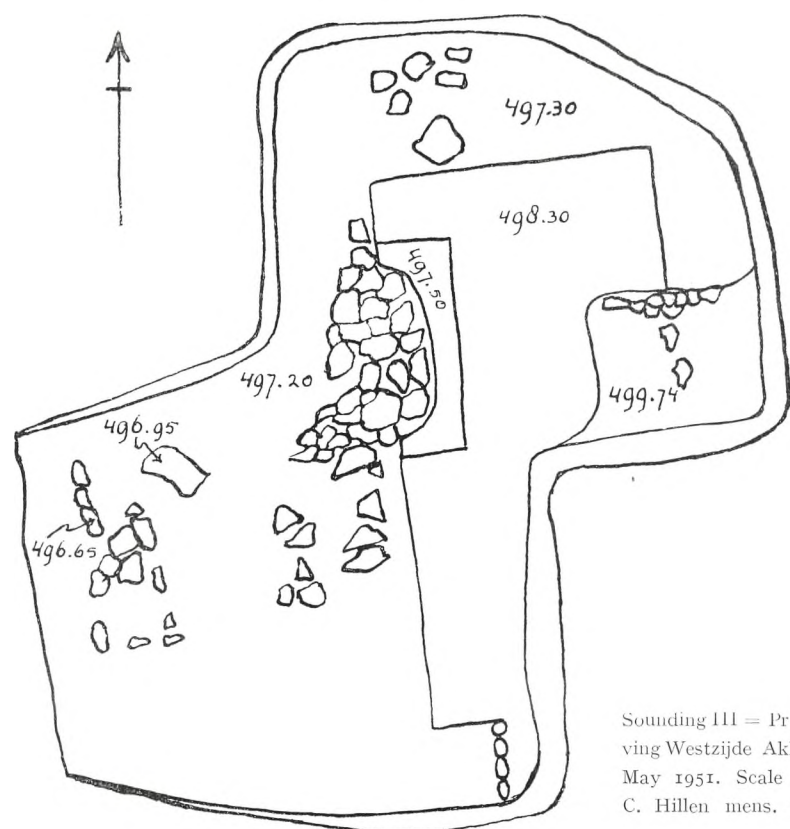 497.30
498.30
497.50
497.20
499.74
496.95
496.65
Sounding III = Pr
ving Westzijde Ak
May 1951. Scale
C. Hillen mens.